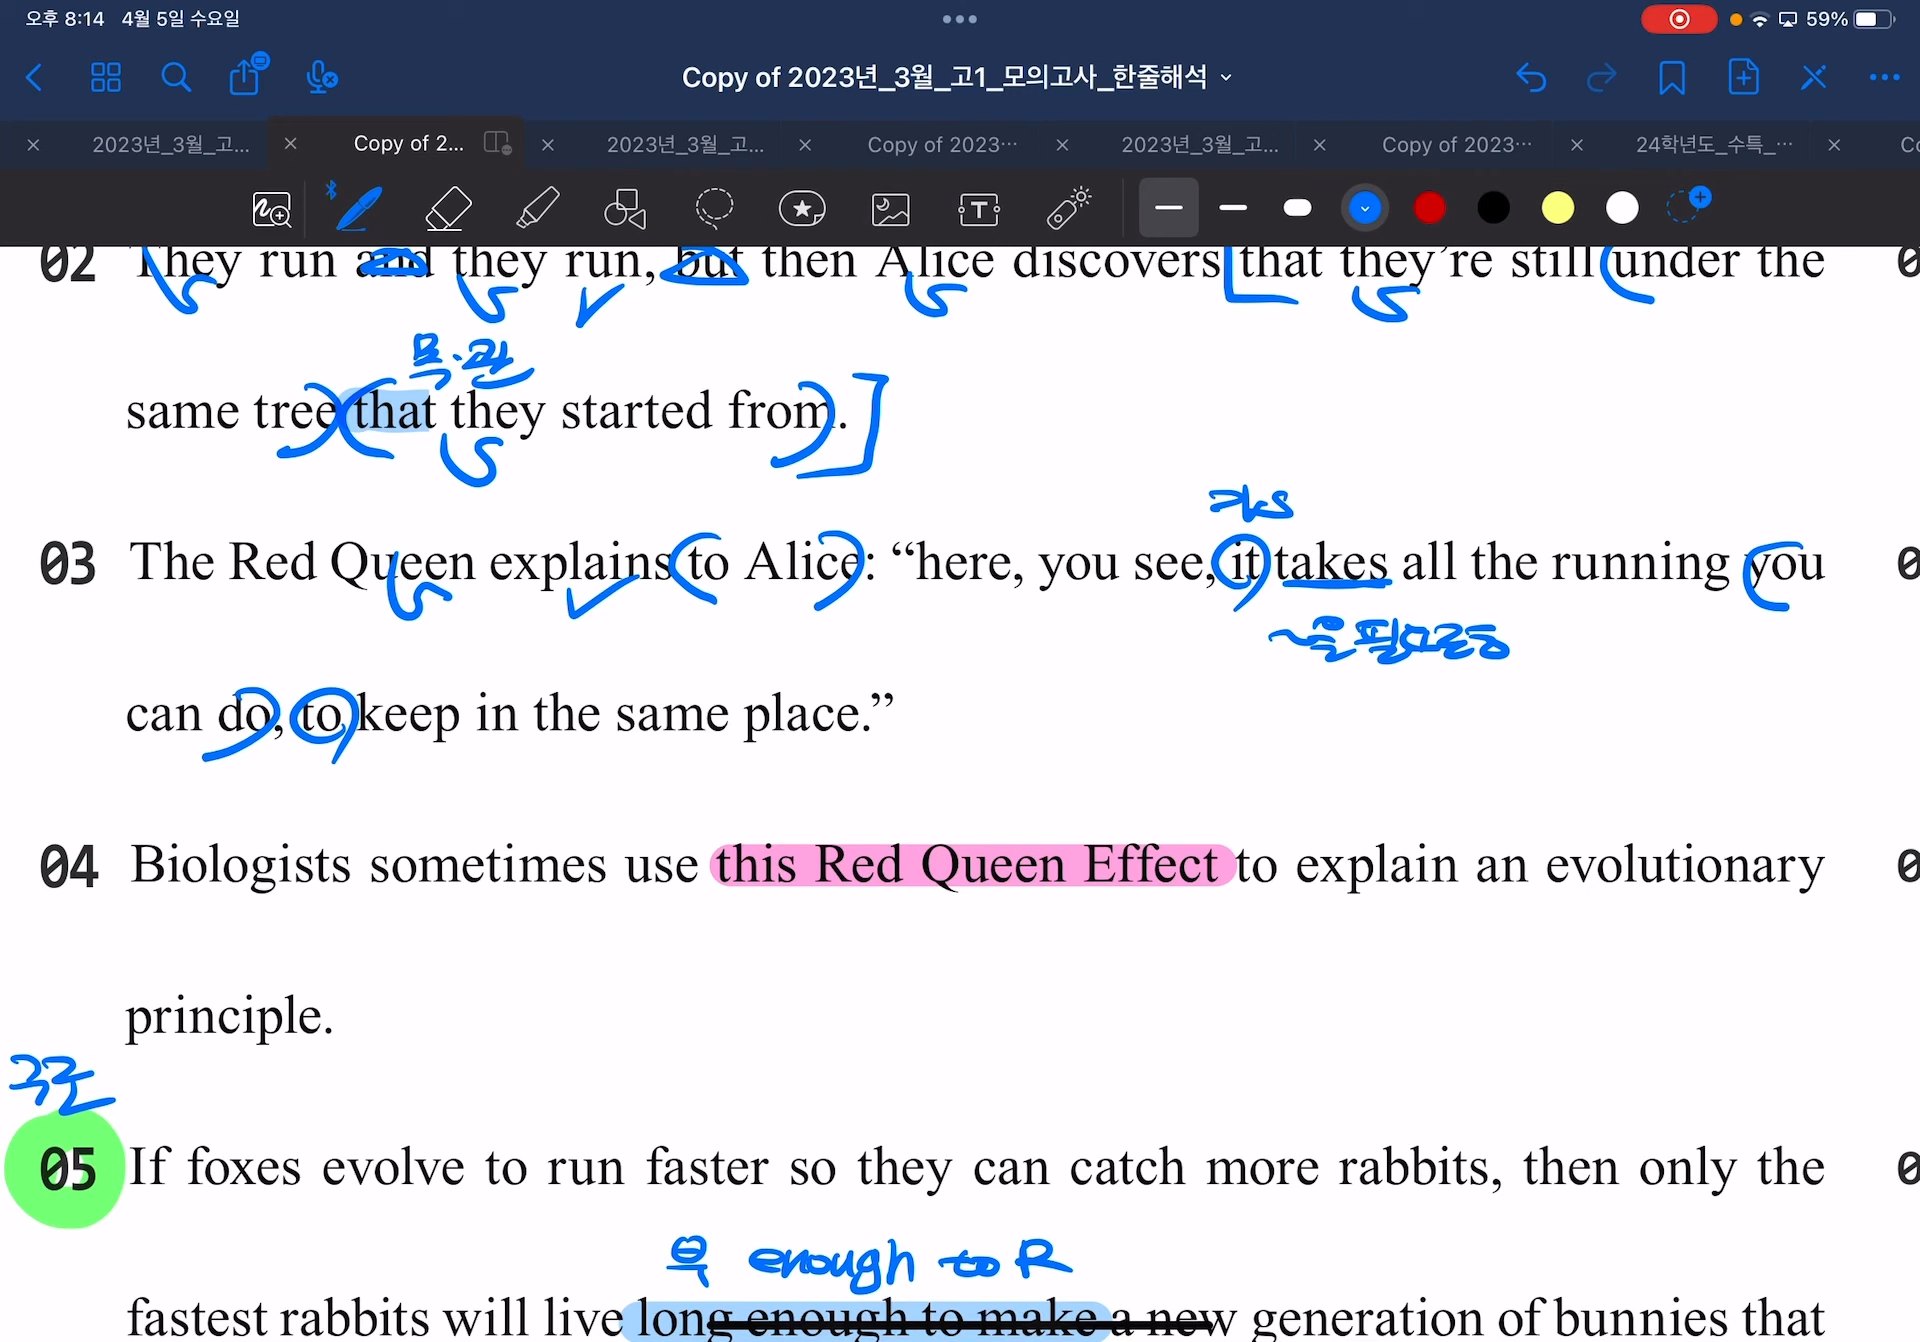 오후 8:14 4월 5일 수요일
59%
Copy of 2023년_3월_고1_모의고사_한줄해석
2023년_3월_고... Copy of 2... 2023년_3월_고... Copy of 2023… 2023년_3월_고... Copy of 2023… 24학년도_수특_… Co
02 They run and they run, but then Alice discovers that they’re still under the 0
목·관
same tree that they started from.
가S
03 The Red Queen explains to Alice: “here, you see, it takes all the running you 0
~을 필요로 함
can do, to keep in the same place.”
04 Biologists sometimes use this Red Queen Effect to explain an evolutionary 0
principle.
05 If foxes evolve to run faster so they can catch more rabbits, then only the 0
enough to R
fastest rabbits will live long enough to make a new generation of bunnies that